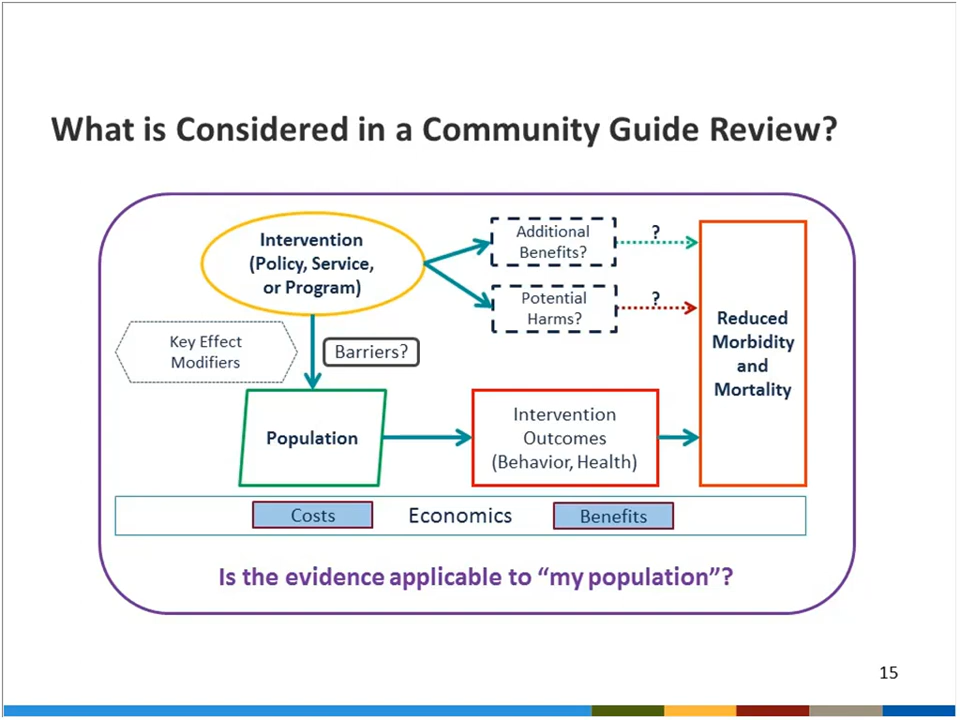 What is Considered in a Community Guide Review?
Intervention
(Policy, Service,
or Program)
Additional
Benefits?
?
Potential
Harms?
?
Reduced
Morbidity
and
Mortality
Key Effect
Modifiers
Barriers?
Population
Intervention
Outcomes
(Behavior, Health)
Costs
Economics
Benefits
Is the evidence applicable to “my population”?
15